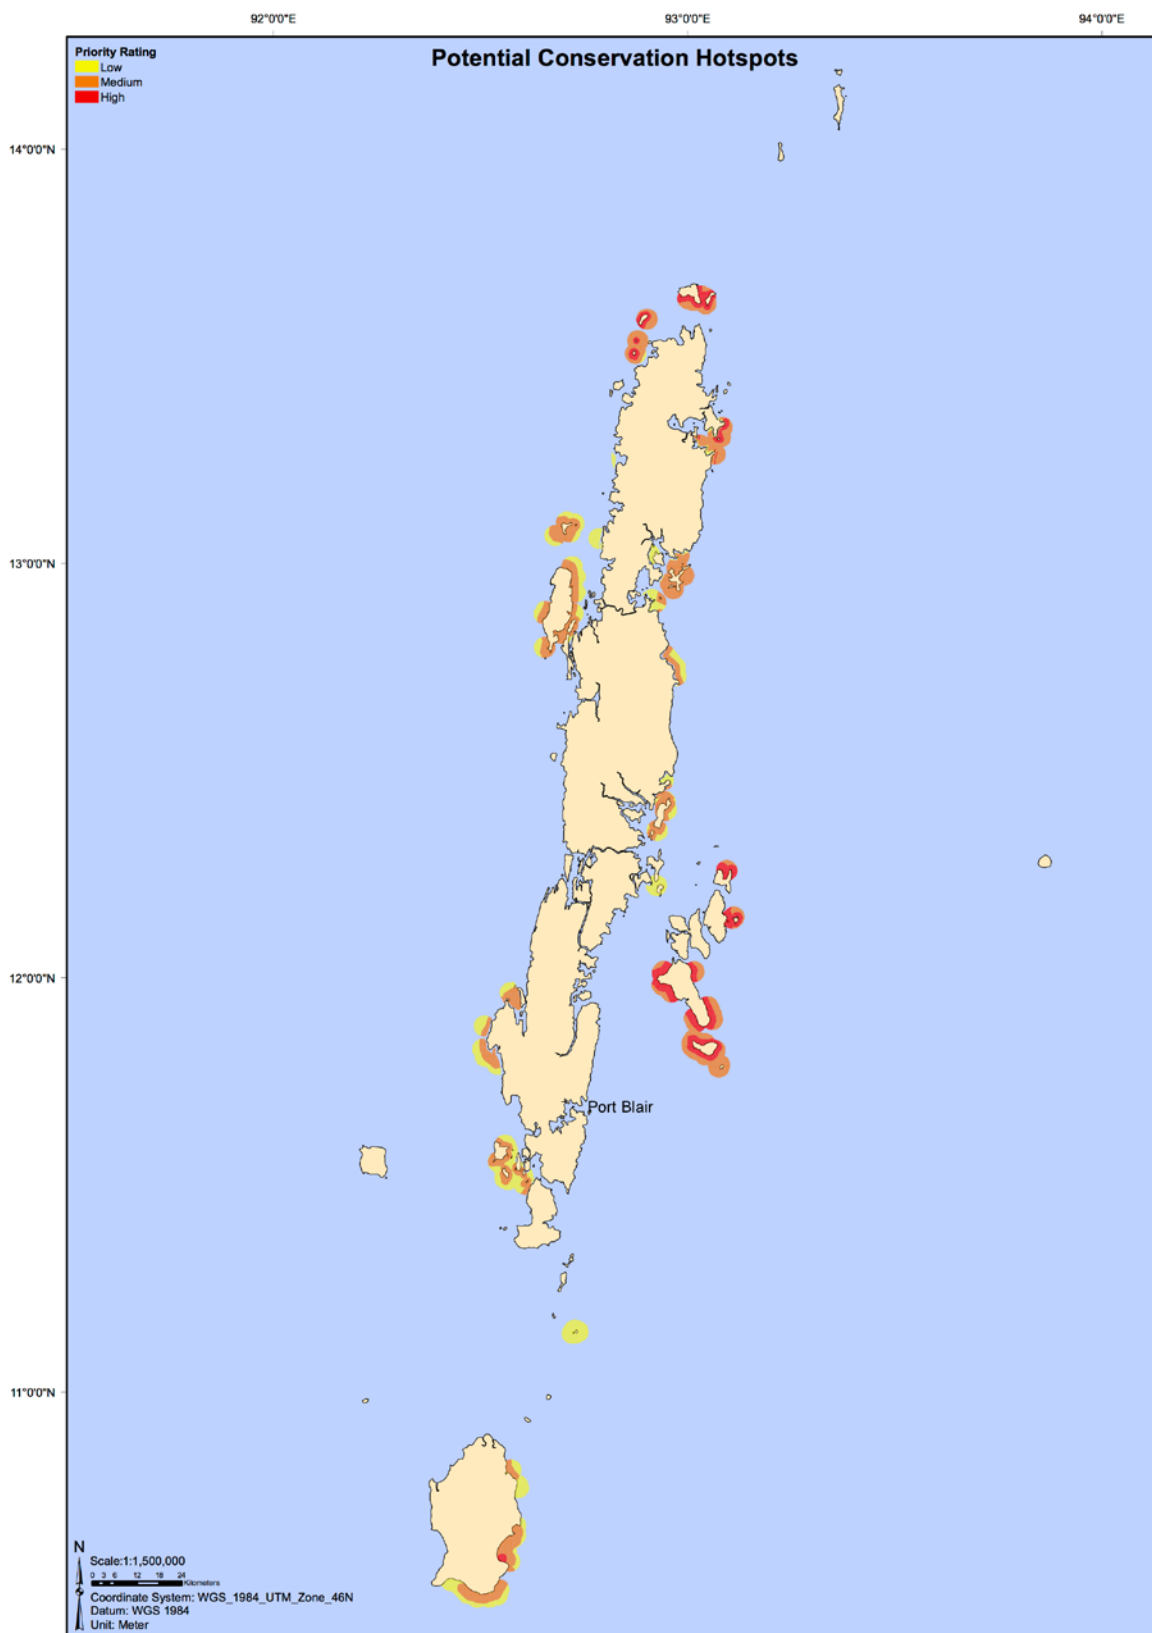 92°0'0"E 93°0'0"E 94°0'0"E
Potential Conservation Hotspots
Priority Rating
Low
Medium
High
14°0'0"N
13°0'0"N
12°0'0"N
Port Blair
11°0'0"N
N
Scale:1:1,500,000
0 3 6 12 18 24 Kilometers
Coordinate System: WGS_1984_UTM_Zone_46N
Datum: WGS 1984
Unit: Meter